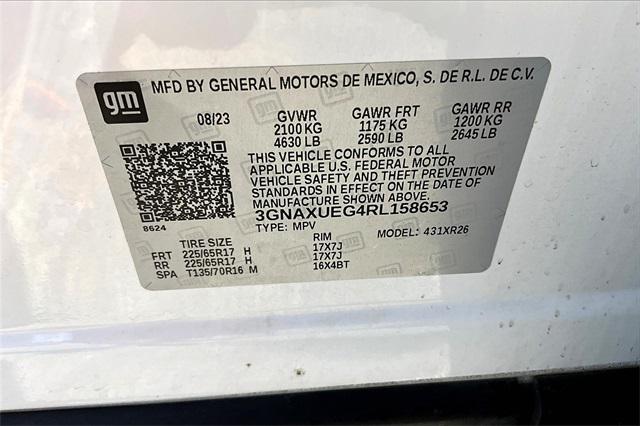 gm MFD BY GENERAL MOTORS DE MEXICO, S. DE R.L. DE C.V.
08/23 GVWR GAWR FRT GAWR RR
2100 KG 1175 KG 1200 KG
4630 LB 2590 LB 2645 LB
THIS VEHICLE CONFORMS TO ALL
APPLICABLE U.S. FEDERAL MOTOR
VEHICLE SAFETY AND THEFT PREVENTION
STANDARDS IN EFFECT ON THE DATE OF
MANUFACTURE SHOWN ABOVE.
3GNAXUEG4RL158653
8624 TYPE: MPV MODEL: 431XR26
TIRE SIZE RIM
FRT 225/65R17 H 17X7J
RR 225/65R17 H 17X7J
SPA T135/70R16 M 16X4BT